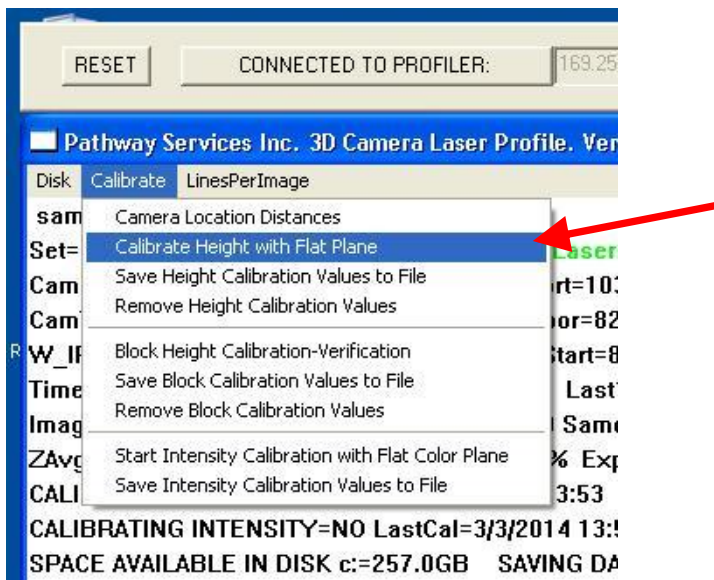 RESET CONNECTED TO PROFILER: 169.25
Pathway Services Inc. 3D Camera Laser Profile. Ver
Disk Calibrate LinesPerImage
sam
Camera Location Distances
Set= Calibrate Height with Flat Plane Laser
Cam Save Height Calibration Values to File rt=103
Cam Remove Height Calibration Values or=82
R W_IP Block Height Calibration-Verification Start=8
Time Save Block Calibration Values to File Last
Imag Remove Block Calibration Values Same
ZAvg Start Intensity Calibration with Flat Color Plane % Exp
CALI Save Intensity Calibration Values to File 3:53
CALIBRATING INTENSITY=NO LastCal=3/3/2014 13:5
SPACE AVAILABLE IN DISK c:=257.0GB SAVING DA